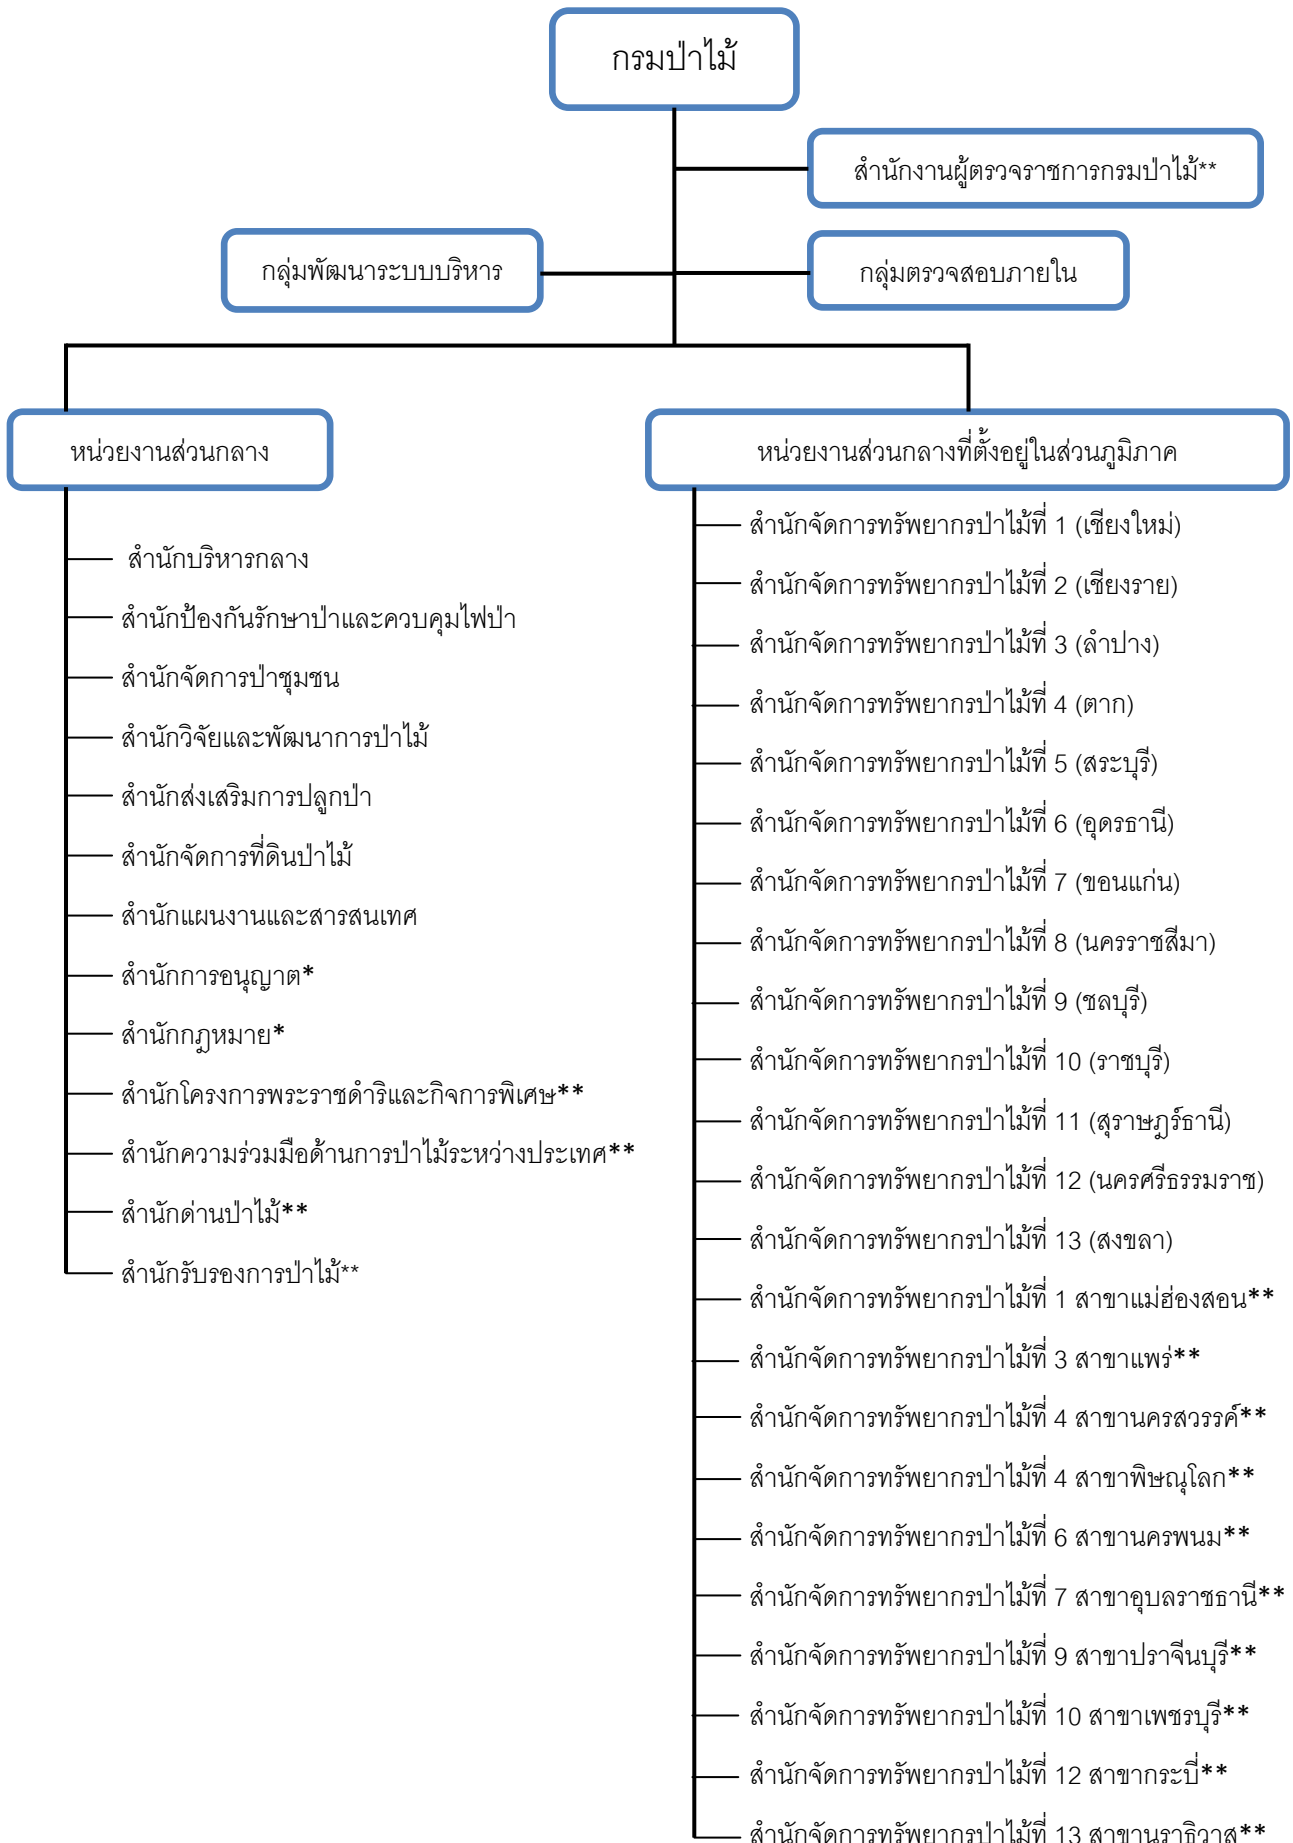 กรมป่าไม้
สำนักงานผู้ตรวจราชการกรมป่าไม้**
กลุ่มพัฒนาระบบบริหาร
กลุ่มตรวจสอบภายใน
หน่วยงานส่วนกลาง
สำนักบริหารกลาง
สำนักป้องกันรักษาป่าและควบคุมไฟป่า
สำนักจัดการป่าชุมชน
สำนักวิจัยและพัฒนาการป่าไม้
สำนักส่งเสริมการปลูกป่า
สำนักจัดการที่ดินป่าไม้
สำนักแผนงานและสารสนเทศ
สำนักการอนุญาต*
สำนักกฎหมาย*
สำนักโครงการพระราชดำริและกิจการพิเศษ**
สำนักความร่วมมือด้านการป่าไม้ระหว่างประเทศ**
สำนักด่านป่าไม้**
สำนักรับรองการป่าไม้**
หน่วยงานส่วนกลางที่ตั้งอยู่ในส่วนภูมิภาค
สำนักจัดการทรัพยากรป่าไม้ที่ 1 (เชียงใหม่)
สำนักจัดการทรัพยากรป่าไม้ที่ 2 (เชียงราย)
สำนักจัดการทรัพยากรป่าไม้ที่ 3 (ลำปาง)
สำนักจัดการทรัพยากรป่าไม้ที่ 4 (ตาก)
สำนักจัดการทรัพยากรป่าไม้ที่ 5 (สระบุรี)
สำนักจัดการทรัพยากรป่าไม้ที่ 6 (อุดรธานี)
สำนักจัดการทรัพยากรป่าไม้ที่ 7 (ขอนแก่น)
สำนักจัดการทรัพยากรป่าไม้ที่ 8 (นครราชสีมา)
สำนักจัดการทรัพยากรป่าไม้ที่ 9 (ชลบุรี)
สำนักจัดการทรัพยากรป่าไม้ที่ 10 (ราชบุรี)
สำนักจัดการทรัพยากรป่าไม้ที่ 11 (สุราษฎร์ธานี)
สำนักจัดการทรัพยากรป่าไม้ที่ 12 (นครศรีธรรมราช)
สำนักจัดการทรัพยากรป่าไม้ที่ 13 (สงขลา)
สำนักจัดการทรัพยากรป่าไม้ที่ 1 สาขาแม่ฮ่องสอน**
สำนักจัดการทรัพยากรป่าไม้ที่ 3 สาขาแพร่**
สำนักจัดการทรัพยากรป่าไม้ที่ 4 สาขานครสวรรค์**
สำนักจัดการทรัพยากรป่าไม้ที่ 4 สาขาพิษณุโลก**
สำนักจัดการทรัพยากรป่าไม้ที่ 6 สาขานครพนม**
สำนักจัดการทรัพยากรป่าไม้ที่ 7 สาขาอุบลราชธานี**
สำนักจัดการทรัพยากรป่าไม้ที่ 9 สาขาปราจีนบุรี**
สำนักจัดการทรัพยากรป่าไม้ที่ 10 สาขาเพชรบุรี**
สำนักจัดการทรัพยากรป่าไม้ที่ 12 สาขากระบี่**
สำนักจัดการทรัพยากรป่าไม้ที่ 13 สาขานราธิวาส**